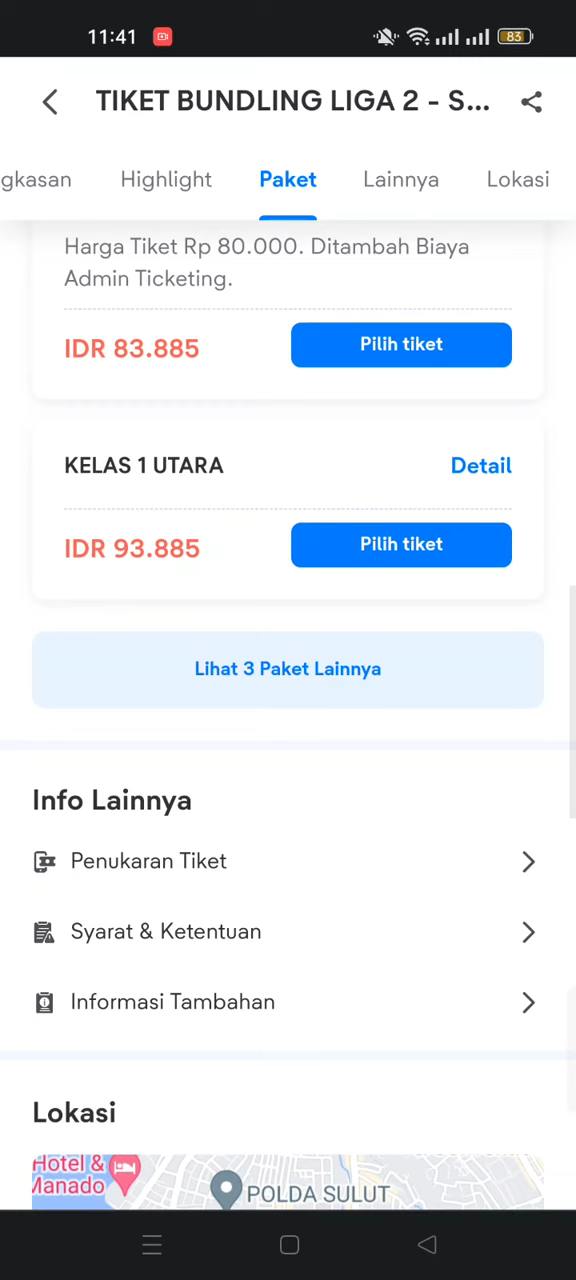 11:41
83
TIKET BUNDLING LIGA 2 - S...
gkasan
Highlight
Paket
Lainnya
Lokasi
Harga Tiket Rp 80.000. Ditambah Biaya
Admin Ticketing.
IDR 83.885
Pilih tiket
KELAS 1 UTARA
Detail
IDR 93.885
Pilih tiket
Lihat 3 Paket Lainnya
Info Lainnya
Penukaran Tiket
Syarat & Ketentuan
Informasi Tambahan
Lokasi
Hotel &
Manado
POLDA SULUT